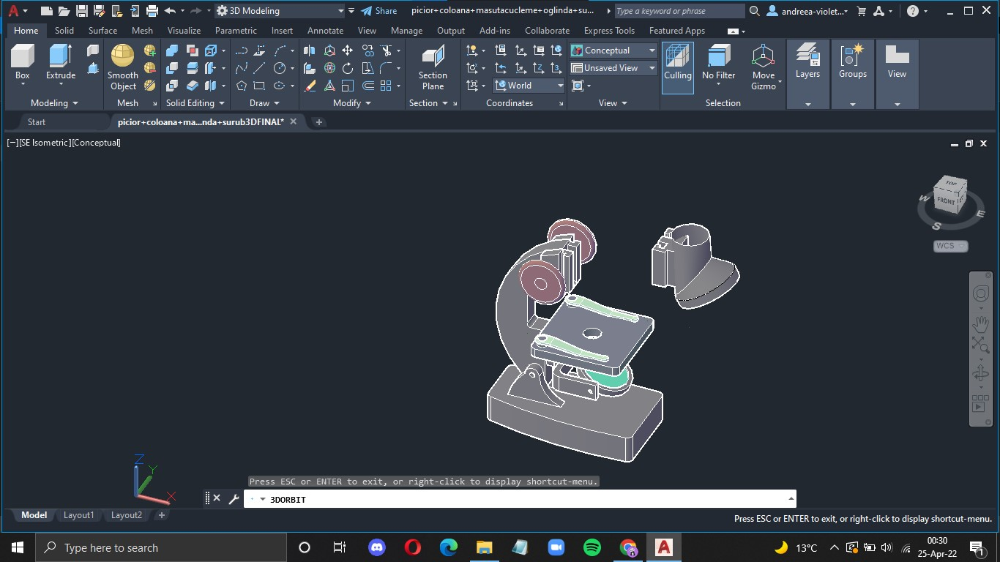 3D Modeling
Share
picior+coloana+masutacucleme+oglinda+su...
Type a keyword or phrase
andreea-violet...
Home Solid Surface Mesh Visualize Parametric Insert Annotate View Manage Output Add-ins Collaborate Express Tools Featured Apps
Box
Extrude
Smooth
Object
Section
Plane
World
Conceptual
Unsaved View
Culling
No Filter
Move
Gizmo
Layers
Groups
View
Modeling Mesh Solid Editing Draw Modify Section Coordinates View Selection
Start
picior+coloana+ma...nda+surub3DFINAL*
[−][SE Isometric][Conceptual]
TOP
FRONT
W
S
E
WCS
Z
Y
X
Press ESC or ENTER to exit, or right-click to display shortcut-menu.
3DORBIT
Model Layout1 Layout2
Press ESC or ENTER to exit, or right-click to display shortcut-menu.
Type here to search
13°C
00:30
25-Apr-22
1